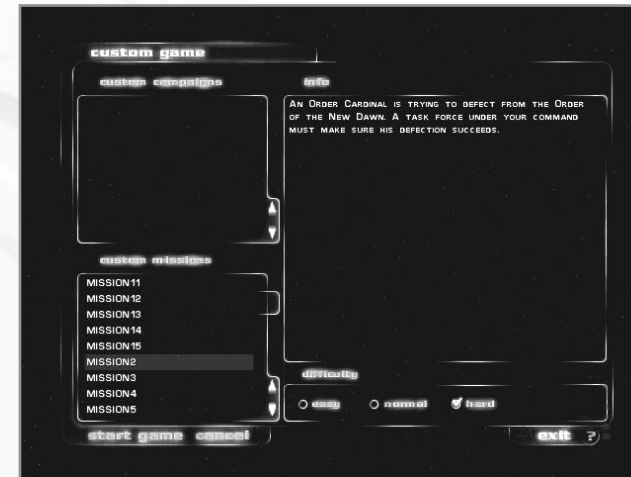 custom game
custom campaigns
info
AN ORDER CARDINAL IS TRYING TO DEFECT FROM THE ORDER
OF THE NEW DAWN. A TASK FORCE UNDER YOUR COMMAND
MUST MAKE SURE HIS DEFECTION SUCCEEDS.
custom missions
MISSION11
MISSION12
MISSION13
MISSION14
MISSION15
MISSION2
MISSION3
MISSION4
MISSION5
difficulty
easy normal hard
start game cancel
exit ?